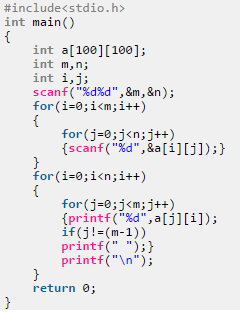 #include<stdio.h>
int main()
{
    int a[100][100];
    int m,n;
    int i,j;
    scanf("%d%d",&m,&n);
    for(i=0;i<m;i++)
    {
        for(j=0;j<n;j++)
        {scanf("%d",&a[i][j]);}
    }
    for(i=0;i<n;i++)
    {
        for(j=0;j<m;j++)
        {printf("%d",a[j][i]);
        if(j!=(m-1))
        printf(" ");}
        printf("\n");
    }
    return 0;
}